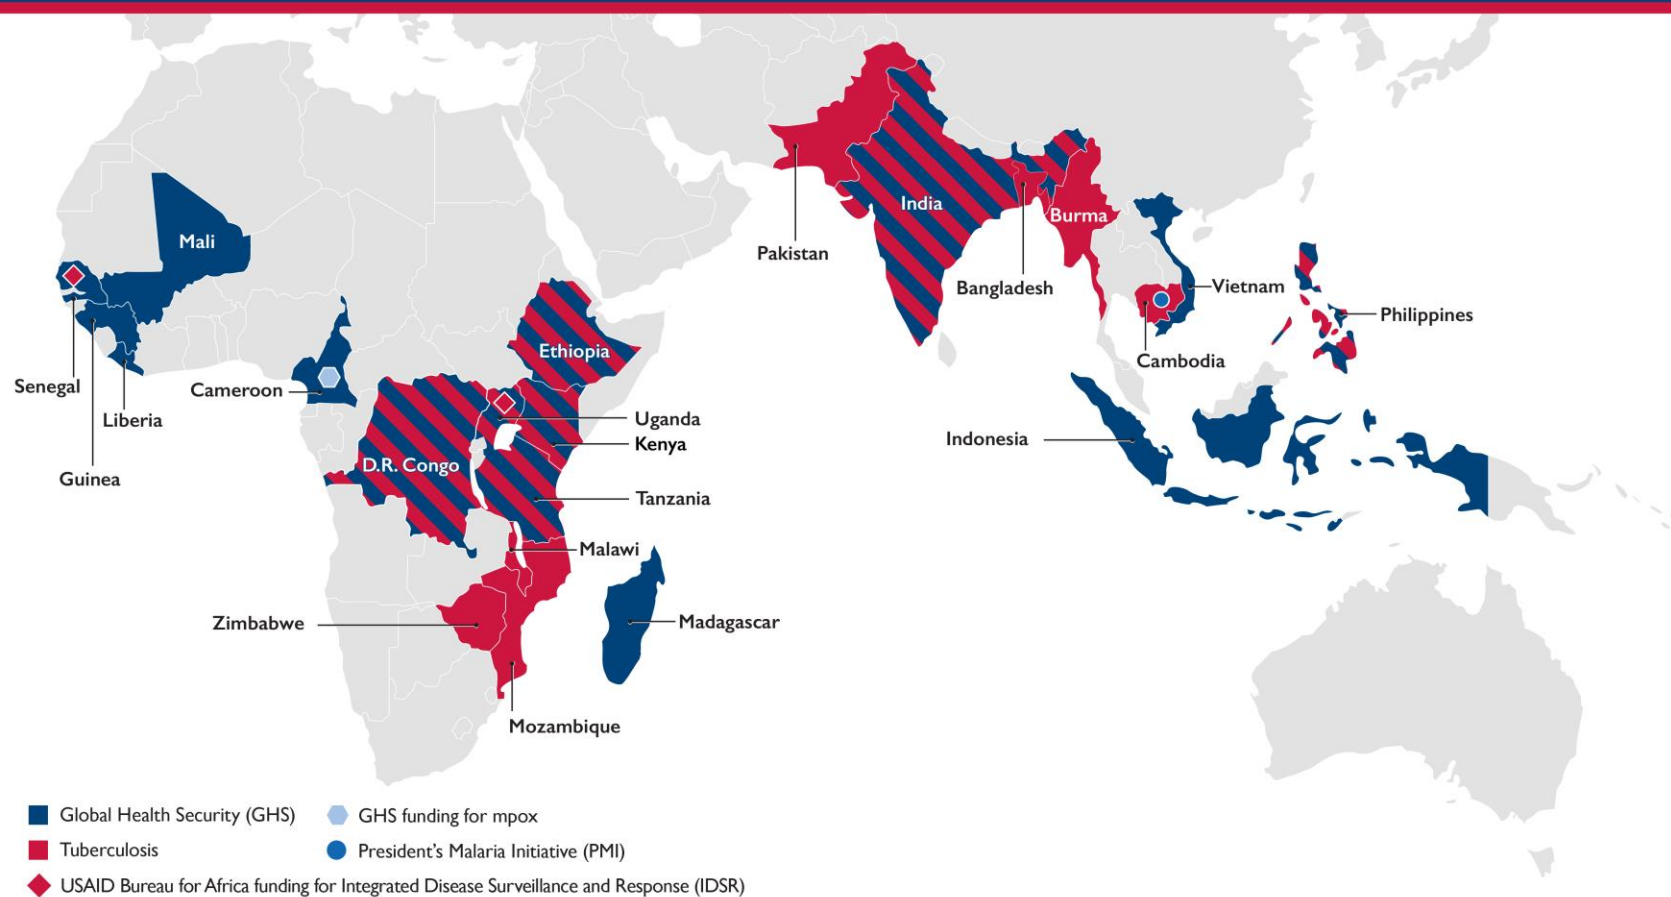 Mali
India
Burma
Pakistan
Bangladesh
Vietnam
Philippines
Cambodia
Ethiopia
Senegal
Cameroon
Liberia
Uganda
Kenya
Indonesia
D.R. Congo
Guinea
Tanzania
Malawi
Zimbabwe
Madagascar
Mozambique
Global Health Security (GHS)
GHS funding for mpox
Tuberculosis
President's Malaria Initiative (PMI)
USAID Bureau for Africa funding for Integrated Disease Surveillance and Response (IDSR)